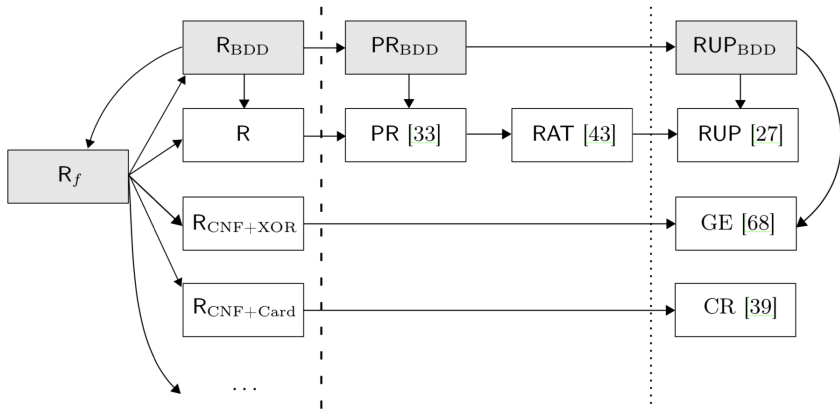 R_BDD PR_BDD RUP_BDD
R PR [33] RAT [43] RUP [27]
R_f
R_CNF+XOR GE [68]
R_CNF+Card CR [39]
...